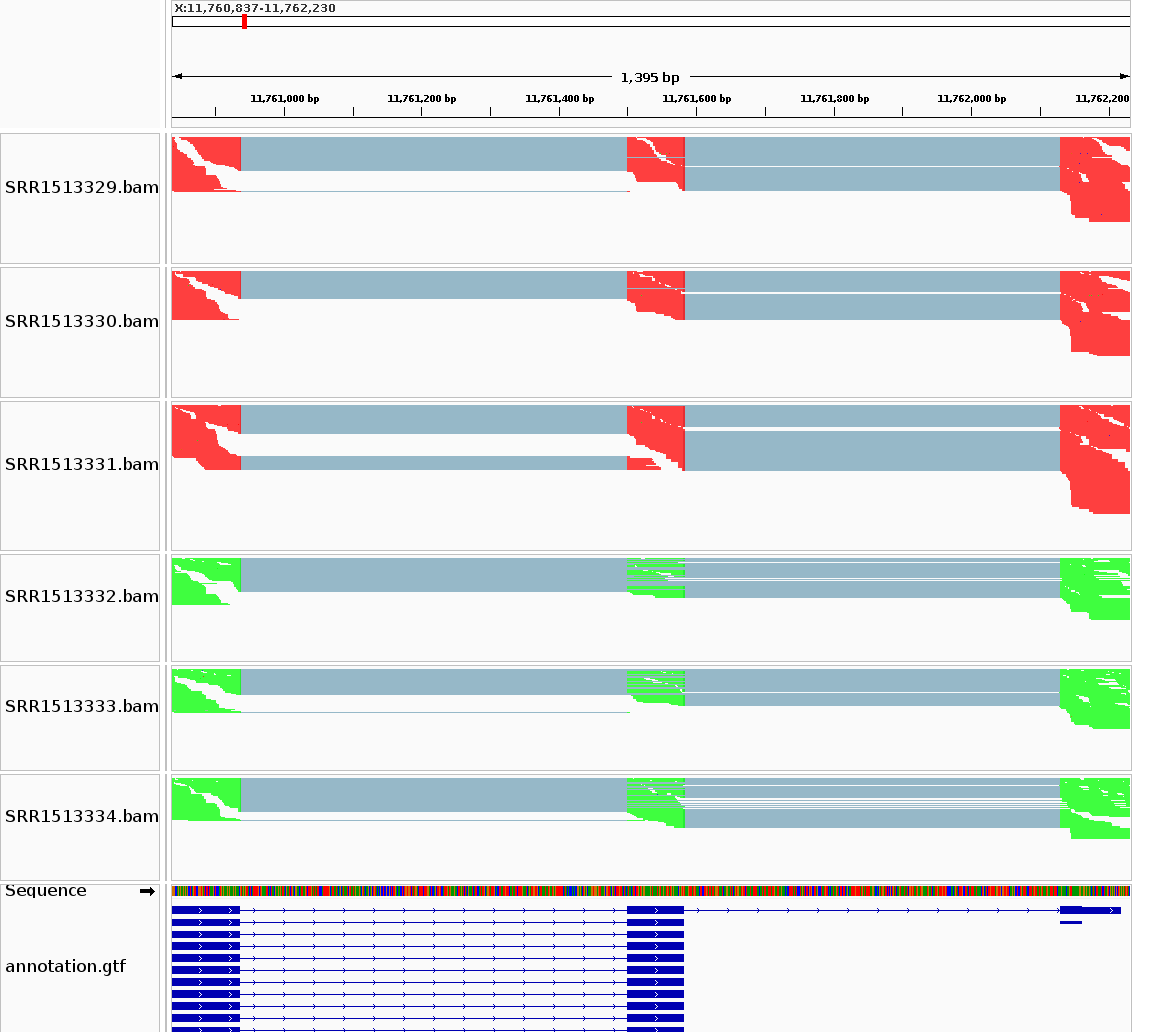 X:11,760,837-11,762,230
1,395 bp
11,761,000 bp 11,761,200 bp 11,761,400 bp 11,761,600 bp 11,761,800 bp 11,762,000 bp 11,762,200
SRR1513329.bam
SRR1513330.bam
SRR1513331.bam
SRR1513332.bam
SRR1513333.bam
SRR1513334.bam
Sequence
annotation.gtf